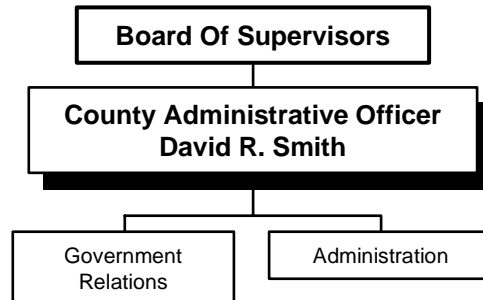 Board Of Supervisors
County Administrative Officer
David R. Smith
Government
Relations
Administration